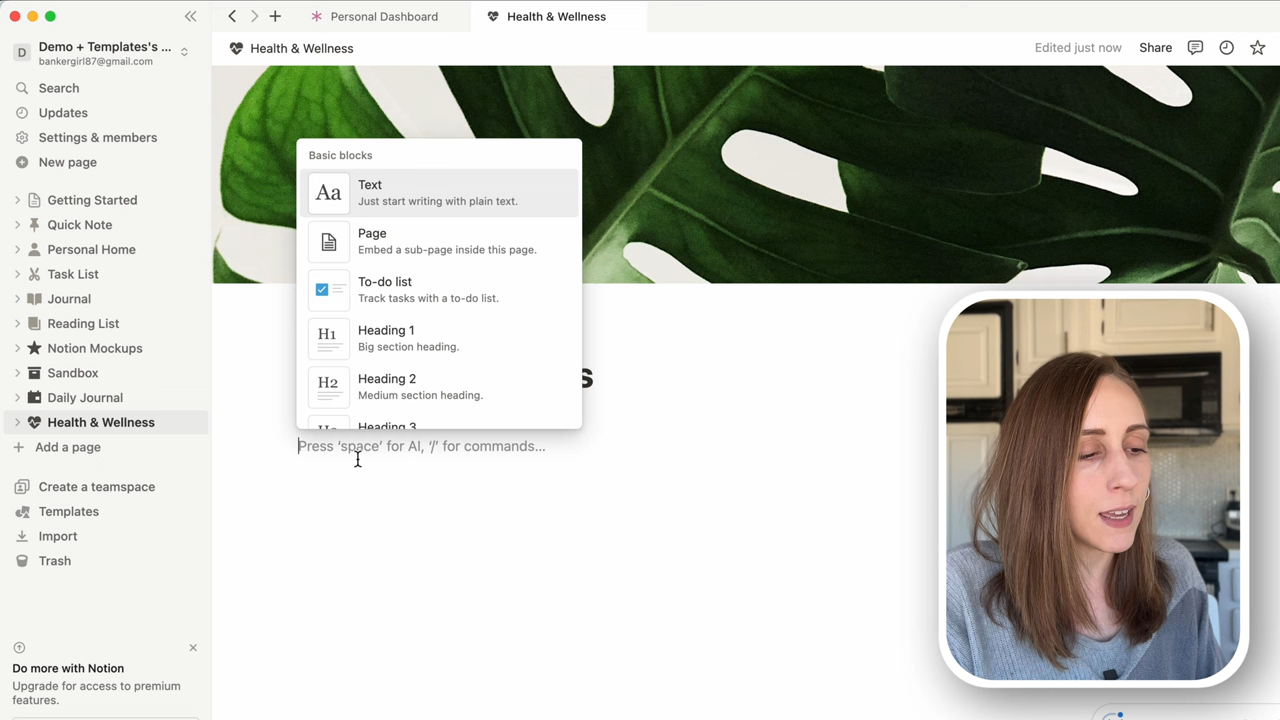 Personal Dashboard
Health & Wellness
D
Demo + Templates's ...
bankergirl87@gmail.com
Health & Wellness
Edited just now
Share
Search
Updates
Settings & members
New page
Getting Started
Quick Note
Personal Home
Task List
Journal
Reading List
Notion Mockups
Sandbox
Daily Journal
Health & Wellness
Add a page
Create a teamspace
Templates
Import
Trash
Do more with Notion
Upgrade for access to premium
features.
Basic blocks
Aa
Text
Just start writing with plain text.
Page
Embed a sub-page inside this page.
To-do list
Track tasks with a to-do list.
H1
Heading 1
Big section heading.
H2
Heading 2
Medium section heading.
Heading 3
s
Press ‘space’ for AI, ‘/’ for commands…